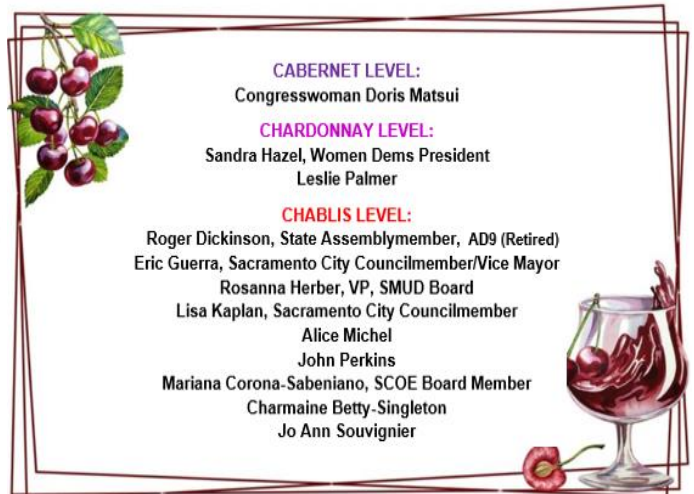 CABERNET LEVEL:
Congresswoman Doris Matsui
CHARDONNAY LEVEL:
Sandra Hazel, Women Dems President
Leslie Palmer
CHABLIS LEVEL:
Roger Dickinson, State Assemblymember, AD9 (Retired)
Eric Guerra, Sacramento City Councilmember/Vice Mayor
Rosanna Herber, VP, SMUD Board
Lisa Kaplan, Sacramento City Councilmember
Alice Michel
John Perkins
Mariana Corona-Sabeniano, SCOE Board Member
Charmaine Betty-Singleton
Jo Ann Souvignier